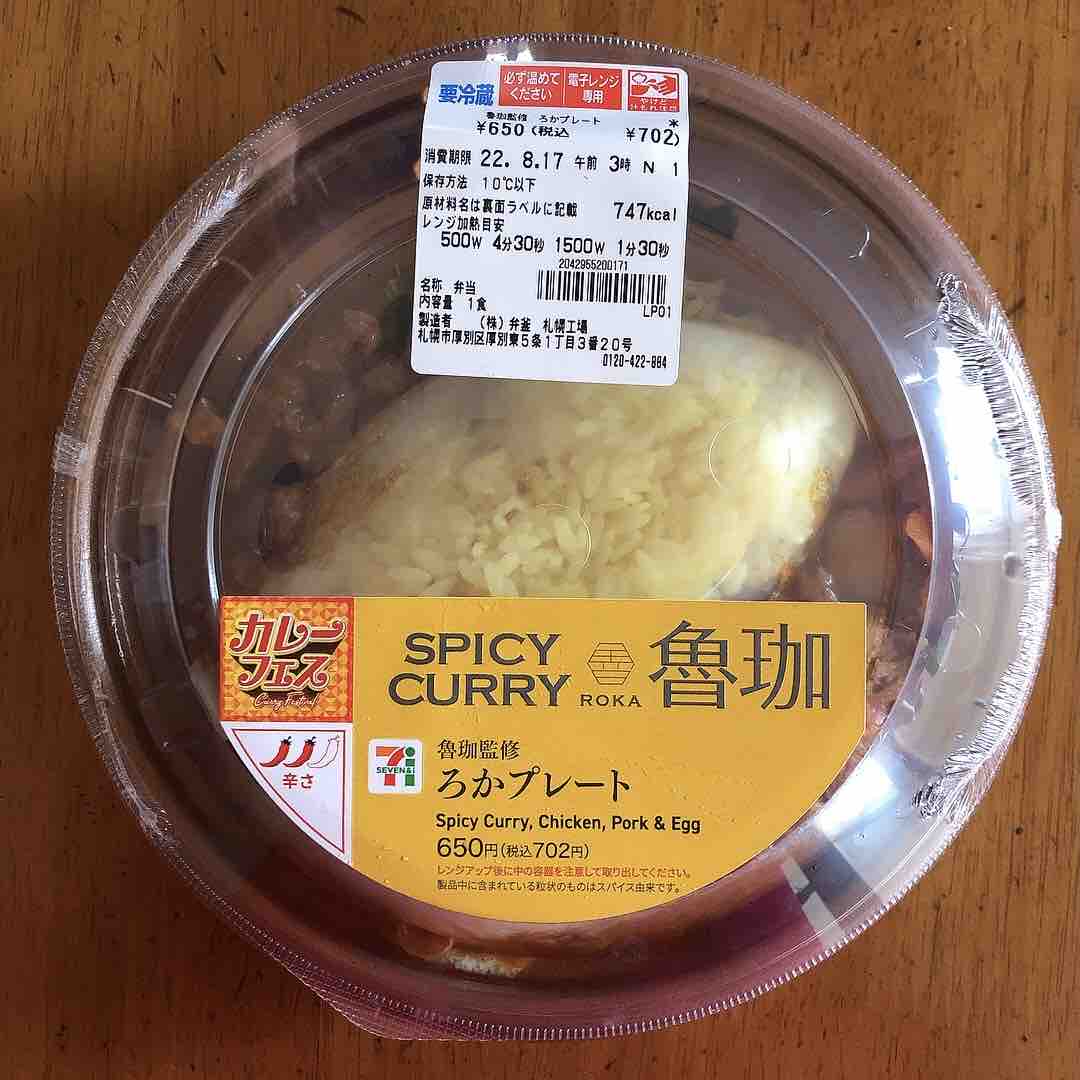 要冷蔵
必ず温めて
ください
電子レンジ
専用
魯珈監修 ろかプレート
¥650(税込 ¥702)*
消費期限 22. 8.17 午前 3時 N 1
保存方法 10℃以下
原材料名は裏面ラベルに記載 747kcal
レンジ加熱目安
500W 4分30秒 1500W 1分30秒
2042955200171
名称 弁当
内容量 1食
LP01
製造者 (株)弁釜 札幌工場
札幌市厚別区厚別東5条1丁目3番20号
0120-422-884
カレー
フェス
Curry Festival
辛さ
SPICY
CURRY
ROKA
魯珈
7i
SEVEN&i
魯珈監修
ろかプレート
Spicy Curry, Chicken, Pork & Egg
650円(税込702円)
レンジアップ後に中の容器を注意して取り出してください。
製品中に含まれている粒状のものはスパイス由来です。